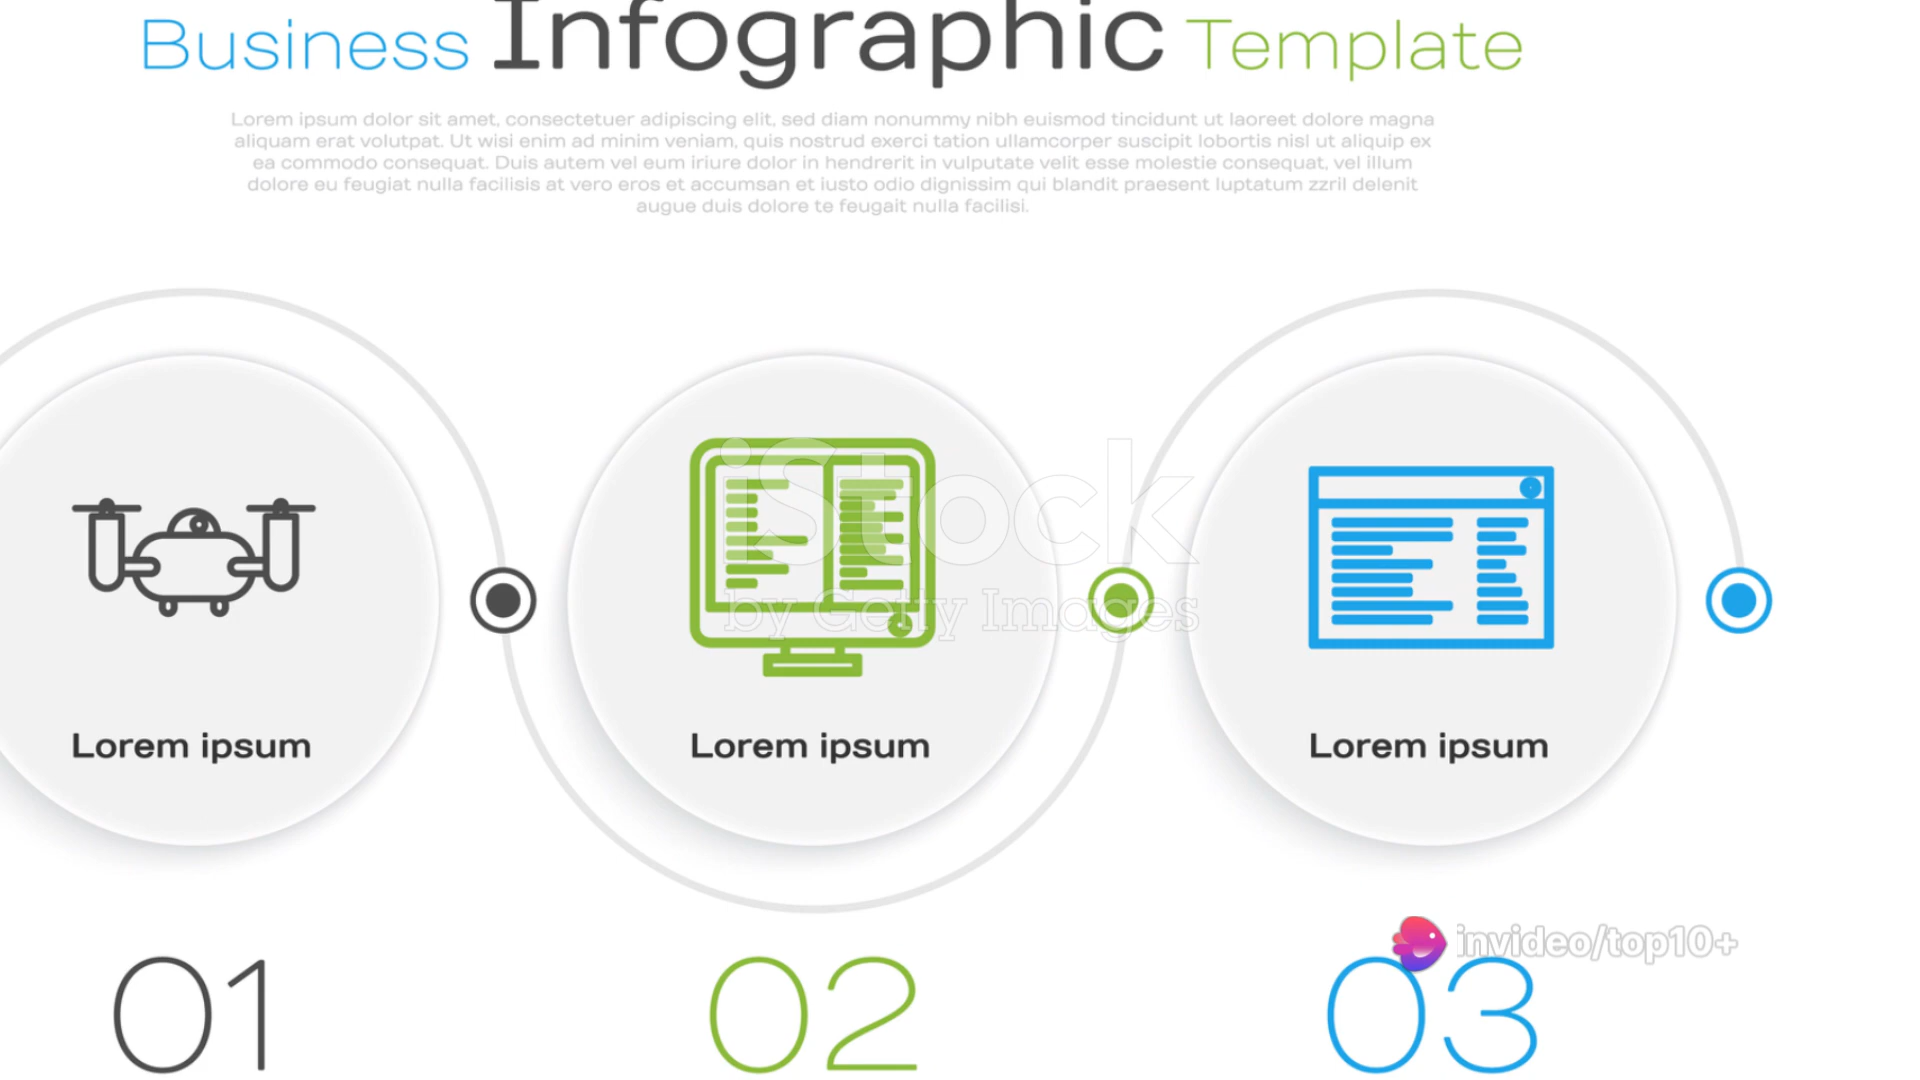 Business Infographic Template
Lorem ipsum dolor sit amet, consectetuer adipiscing elit, sed diam nonummy nibh euismod tincidunt ut laoreet dolore magna
aliquam erat volutpat. Ut wisi enim ad minim veniam, quis nostrud exerci tation ullamcorper suscipit lobortis nisl ut aliquip ex
ea commodo consequat. Duis autem vel eum iriure dolor in hendrerit in vulputate velit esse molestie consequat, vel illum
dolore eu feugiat nulla facilisis at vero eros et accumsan et iusto odio dignissim qui blandit praesent luptatum zzril delenit
augue duis dolore te feugait nulla facilisi.
iStock
by Getty Images
Lorem ipsum
Lorem ipsum
Lorem ipsum
invideo/top10+
01
02
03